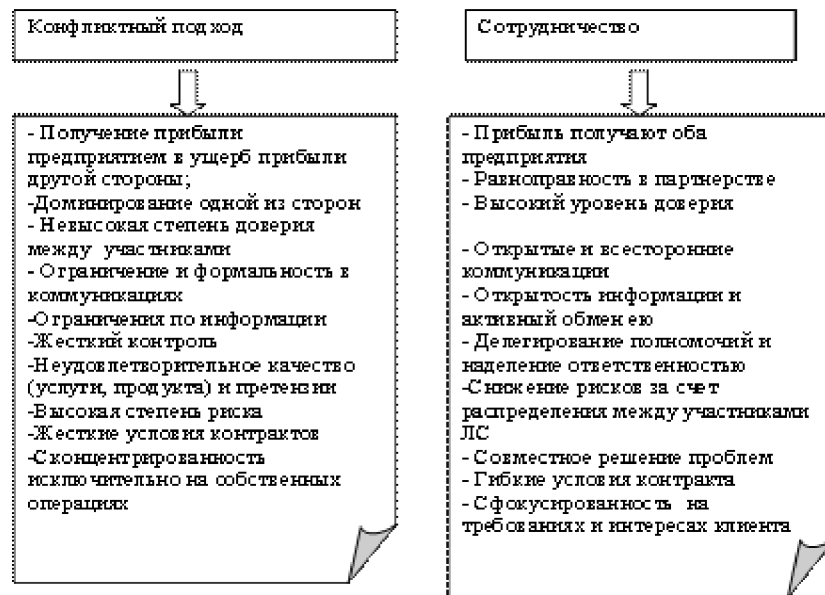 Конфликтный подход
- Получение прибыли
предприятием в ущерб прибыли
другой стороны;
-Доминирование одной из сторон
- Невысокая степень доверия
между участниками
- Ограничение и формальность в
коммуникациях
-Ограничения по информации
-Жесткий контроль
-Неудовлетворительное качество
(услуги, продукта) и претензии
-Высокая степень риска
-Жесткие условия контрактов
-Сконцентрированность
исключительно на собственных
операциях
Сотрудничество
- Прибыль получают оба
предприятия
- Равноправность в партнерстве
- Высокий уровень доверия
- Открытые и всесторонние
коммуникации
- Открытость информации и
активный обмен ею
- Делегирование полномочий и
наделение ответственностью
-Снижение рисков за счет
распределения между участниками
ЛС
- Совместное решение проблем
- Гибкие условия контракта
- Сфокусированность на
требованиях и интересах клиента